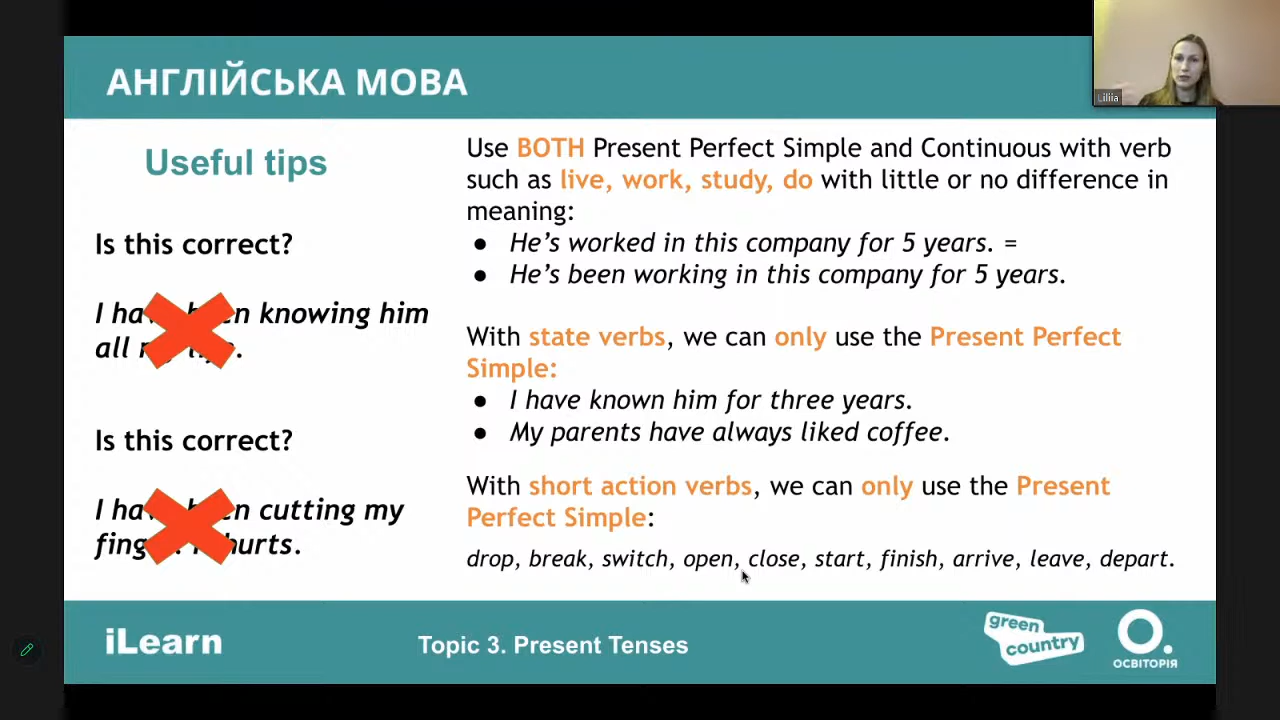 АНГЛІЙСЬКА МОВА
Liliia
Useful tips
Is this correct?
I ha n knowing him
all .
Is this correct?
I ha n cutting my
fing hurts.
Use BOTH Present Perfect Simple and Continuous with verb
such as live, work, study, do with little or no difference in
meaning:
● He’s worked in this company for 5 years. =
● He’s been working in this company for 5 years.
With state verbs, we can only use the Present Perfect
Simple:
● I have known him for three years.
● My parents have always liked coffee.
With short action verbs, we can only use the Present
Perfect Simple:
drop, break, switch, open, close, start, finish, arrive, leave, depart.
iLearn
Topic 3. Present Tenses
green
country
ОСВІТОРІЯ